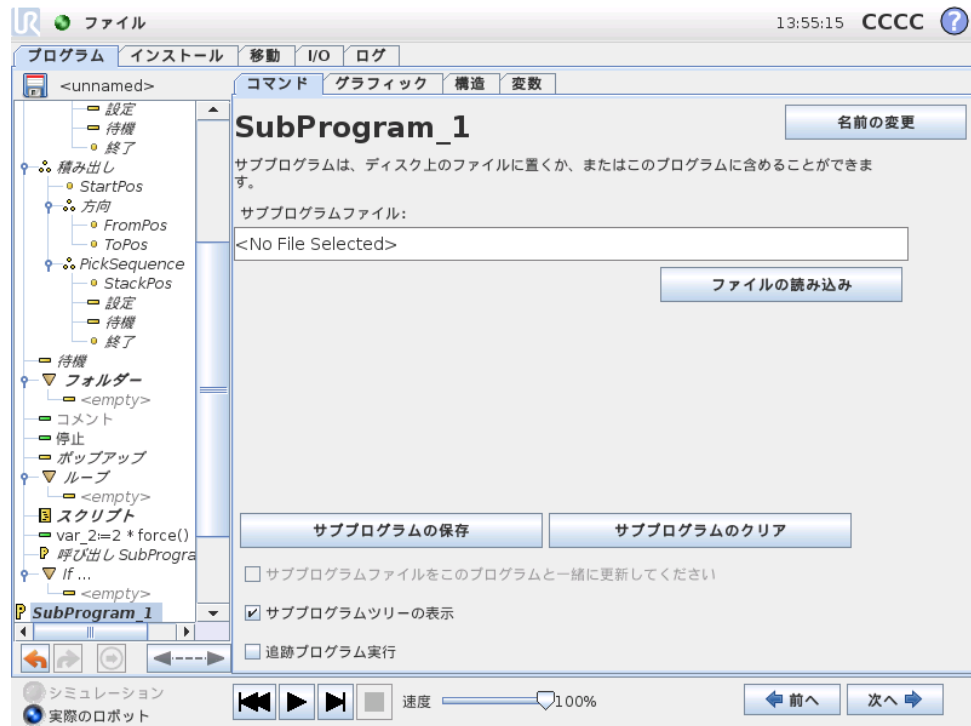 UR ファイル 13:55:15 CCCC ?
プログラム インストール 移動 I/O ログ
<unnamed>
コマンド グラフィック 構造 変数
設定
待機
終了
積み出し
StartPos
方向
FromPos
ToPos
PickSequence
StackPos
設定
待機
終了
待機
フォルダー
<empty>
コメント
停止
ポップアップ
ループ
<empty>
スクリプト
var_2:=2 * force()
呼び出し SubProgra
If ...
<empty>
SubProgram_1
SubProgram_1
名前の変更
サブプログラムは、ディスク上のファイルに置くか、またはこのプログラムに含めることができま
す。
サブプログラムファイル:
<No File Selected>
ファイルの読み込み
サブプログラムの保存 サブプログラムのクリア
サブプログラムファイルをこのプログラムと一緒に更新してください
サブプログラムツリーの表示
追跡プログラム実行
シミュレーション
実際のロボット
速度 100%
前へ 次へ